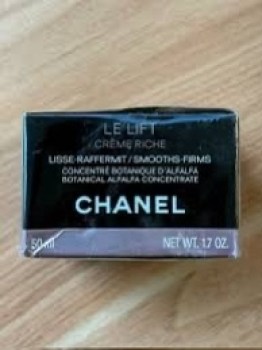 LE LIFT
CRÈME RICHE
LISSE-RAFFERMIT / SMOOTHS-FIRMS
CONCENTRÉ BOTANIQUE D'ALFALFA
BOTANICAL ALFALFA CONCENTRATE
CHANEL
50 ml NET WT. 1.7 OZ.